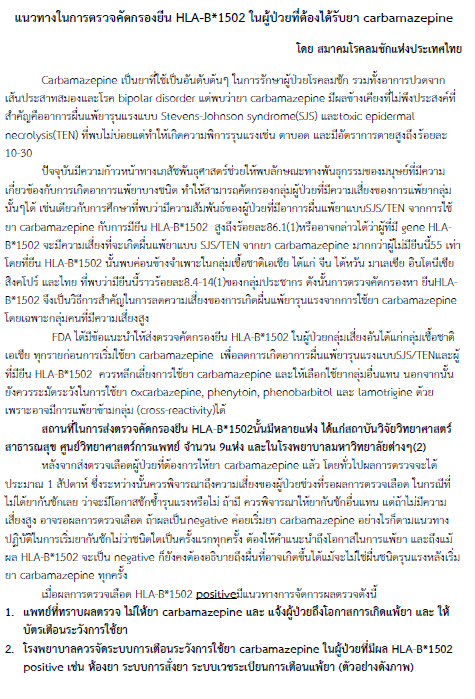 แนวทางในการตรวจคัดกรองยีน HLA-B*1502 ในผู้ป่วยที่ต้องได้รับยา carbamazepine
โดย สมาคมโรคลมชักแห่งประเทศไทย
Carbamazepine เป็นยาที่ใช้เป็นอันดับต้นๆ ในการรักษาผู้ป่วยโรคลมชัก รวมทั้งอาการปวดจาก
เส้นประสาทสมองและโรค bipolar disorder แต่พบว่ายา carbamazepine มีผลข้างเคียงที่ไม่พึงประสงค์ที่
สำคัญคืออาการผื่นแพ้ยารุนแรงแบบ Stevens-Johnson syndrome(SJS) และtoxic epidermal
necrolysis(TEN) ที่พบไม่บ่อยแต่ทำให้เกิดความพิการรุนแรงเช่น ตาบอด และมีอัตราการตายสูงถึงร้อยละ
10-30
ปัจจุบันมีความก้าวหน้าทางเภสัชพันธุศาสตร์ช่วยให้พบลักษณะทางพันธุกรรมของมนุษย์ที่มีความ
เกี่ยวข้องกับการเกิดอาการแพ้ยาบางชนิด ทำให้สามารถคัดกรองกลุ่มผู้ป่วยที่มีความเสี่ยงของการแพ้ยากลุ่ม
นั้นๆได้ เช่นเดียวกับการศึกษาที่พบว่ามีความสัมพันธ์ของผู้ป่วยที่มีอาการผื่นแพ้ยาแบบSJS/TEN จากการใช้
ยา carbamazepine กับการมียีน HLA-B*1502 สูงถึงร้อยละ86.1(1)หรืออาจกล่าวได้ว่าผู้ที่มี gene HLA-
B*1502 จะมีความเสี่ยงที่จะเกิดผื่นแพ้ยาแบบ SJS/TEN จากยา carbamazepine มากกว่าผู้ไม่มียีนนี้55 เท่า
โดยที่ยีน HLA-B*1502 นั้นพบค่อนข้างจำเพาะในกลุ่มเชื้อชาติเอเชีย ได้แก่ จีน ไต้หวัน มาเลเซีย อินโดนีเซีย
สิงคโปร์ และไทย ที่พบว่ามียีนนี้ราวร้อยละ8.4-14(1)ของกลุ่มประชากร ดังนั้นการตรวจคัดกรองหา ยีนHLA-
B*1502 จึงเป็นวิธีการสำคัญในการลดความเสี่ยงของการเกิดผื่นแพ้ยารุนแรงจากการใช้ยา carbamazepine
โดยเฉพาะกลุ่มคนที่มีความเสี่ยงสูง
FDA ได้มีข้อแนะนำให้ส่งตรวจคัดกรองยีน HLA-B*1502 ในผู้ป่วยกลุ่มเสี่ยงอันได้แก่กลุ่มเชื้อชาติ
เอเชีย ทุกรายก่อนการเริ่มใช้ยา carbamazepine เพื่อลดการเกิดอาการผื่นแพ้ยารุนแรงแบบSJS/TENและผู้
ที่มียีน HLA-B*1502 ควรหลีกเลี่ยงการใช้ยา carbamazepine และให้เลือกใช้ยากลุ่มอื่นแทน นอกจากนั้น
ยังควรระมัดระวังในการใช้ยา oxcarbazepine, phenytoin, phenobarbitol และ lamotrigine ด้วย
เพราะอาจมีการแพ้ยาข้ามกลุ่ม (cross-reactivity)ได้
สถานที่ในการส่งตรวจคัดกรองยีน HLA-B*1502นั้นมีหลายแห่ง ได้แก่สถาบันวิจัยวิทยาศาสตร์
สาธารณสุข ศูนย์วิทยาศาสตร์การแพทย์ จำนวน 9แห่ง และในโรงพยาบาลมหาวิทยาลัยต่างๆ(2)
หลังจากส่งตรวจเลือดผู้ป่วยที่ต้องการให้ยา carbamazepine แล้ว โดยทั่วไปผลการตรวจจะได้
ประมาณ 1 สัปดาห์ ซึ่งระหว่างนั้นควรพิจารณาถึงความเสี่ยงของผู้ป่วยช่วงที่รอผลการตรวจเลือด ในกรณีที่
ไม่ได้ยากันชักเลย ว่าจะมีโอกาสชักซ้ำรุนแรงหรือไม่ ถ้ามี ควรพิจารณาให้ยากันชักอื่นแทน แต่ถ้าไม่มีความ
เสี่ยงสูง อาจรอผลการตรวจเลือด ถ้าผลเป็นnegative ค่อยเริ่มยา carbamazepine อย่างไรก็ตามแนวทาง
ปฏิบัติในการเริ่มยากันชักไม่ว่าชนิดใดเป็นครั้งแรกทุกครั้ง ต้องให้คำแนะนำถึงโอกาสในการแพ้ยา และถึงแม้
ผล HLA-B*1502 จะเป็น negative ก็ยังคงต้องอธิบายถึงผื่นที่อาจเกิดขึ้นได้แม้จะไม่ใช่ผื่นชนิดรุนแรงหลังเริ่ม
ยา carbamazepine ทุกครั้ง
เมื่อผลการตรวจเลือด HLA-B*1502 positiveมีแนวทางการจัดการผลตรวจดังนี้
1. แพทย์ที่ทราบผลตรวจ ไม่ให้ยา carbamazepine และ แจ้งผู้ป่วยถึงโอกาสการเกิดแพ้ยา และ ให้
บัตรเตือนระวังการใช้ยา
2. โรงพยาบาลควรจัดระบบการเตือนระวังการใช้ยา carbamazepine ในผู้ป่วยที่มีผล HLA-B*1502
positive เช่น ห้องยา ระบบการสั่งยา ระบบเวชระเบียนการเตือนแพ้ยา (ตัวอย่างดังภาพ)